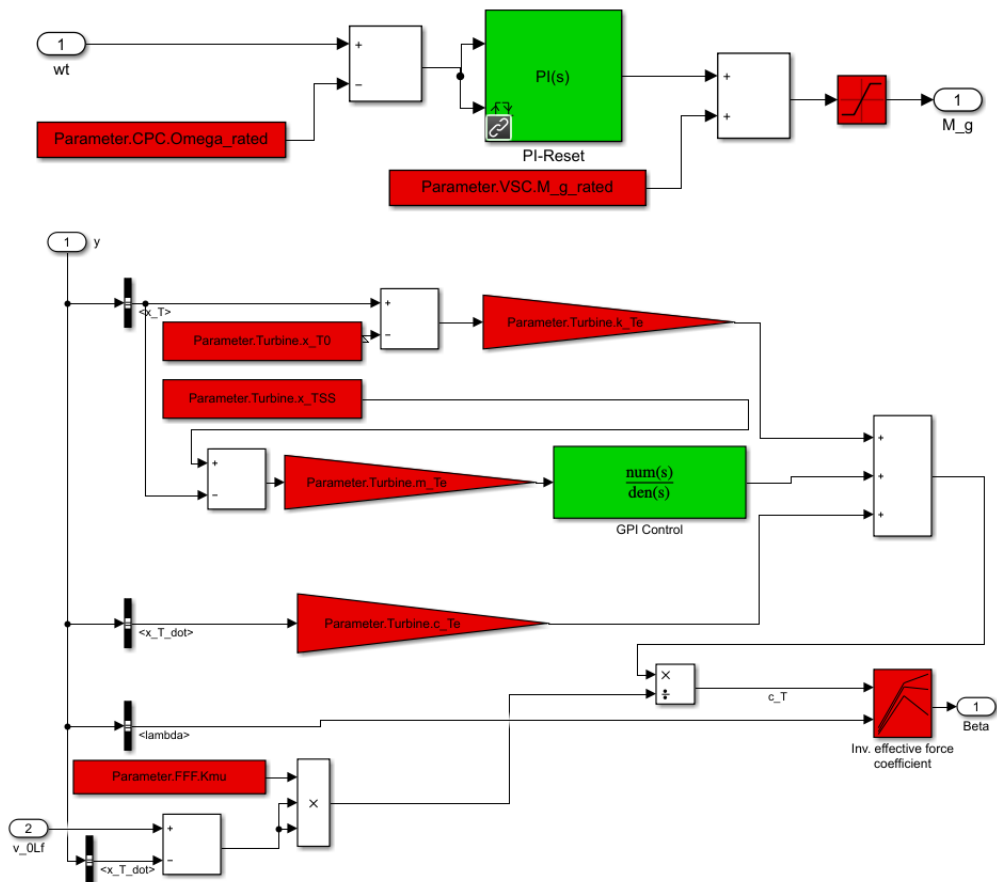 1
wt
+
−
Parameter.CPC.Omega_rated
PI(s)
PI-Reset
Parameter.VSC.M_g_rated
+
+
1
M_g
1
y
<x_T>
Parameter.Turbine.x_T0
+
−
Parameter.Turbine.k_Te
Parameter.Turbine.x_TSS
+
−
Parameter.Turbine.m_Te
num(s)
den(s)
GPI Control
+
+
+
<x_T_dot>
Parameter.Turbine.c_Te
×
÷
c_T
<lambda>
Inv. effective force
coefficient
1
Beta
Parameter.FFF.Kmu
×
2
v_0Lf
+
−
<x_T_dot>